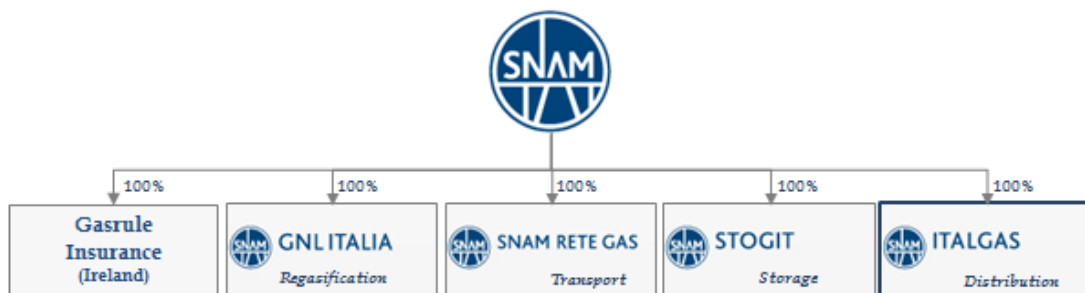 SNAM
100%
100%
100%
100%
100%
Gasrule
Insurance
(Ireland)
SNAM
GNL ITALIA
Regasification
SNAM
SNAM RETE GAS
Transport
SNAM
STOGIT
Storage
SNAM
ITALGAS
Distribution